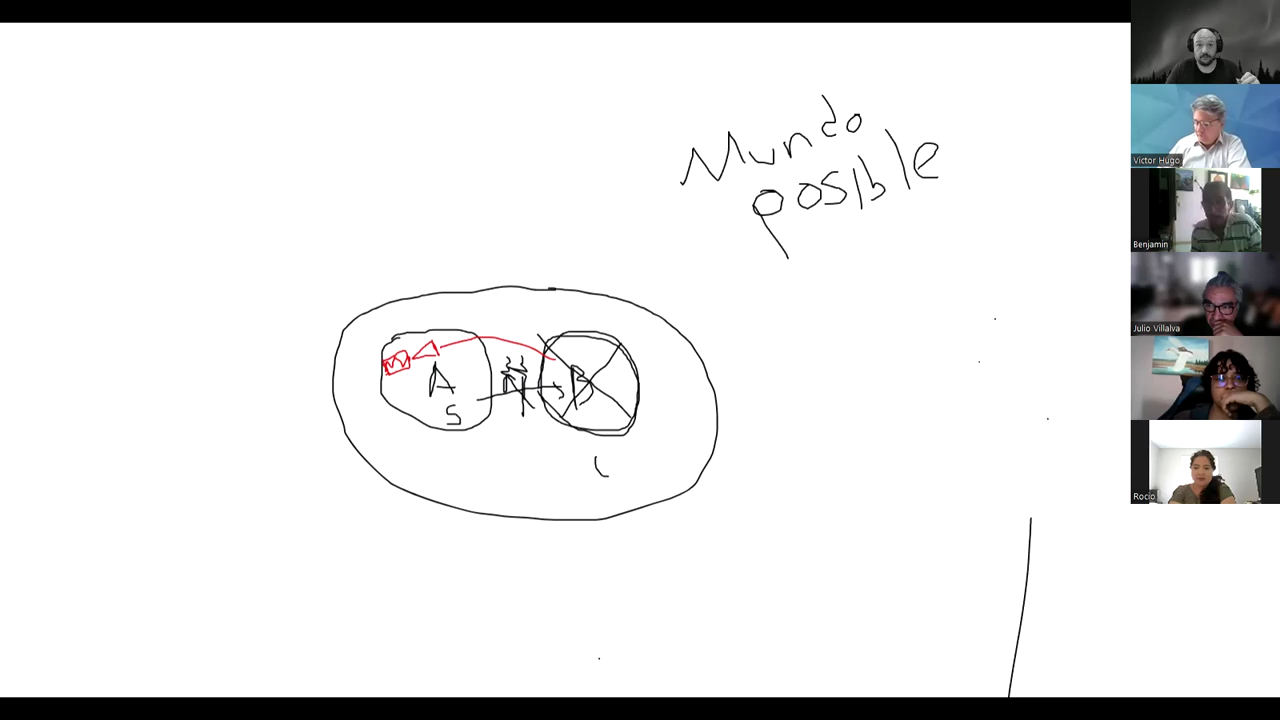 Mundo
posible
A
S
B
Victor Hugo
Benjamin
Julio Villalva
Rocio